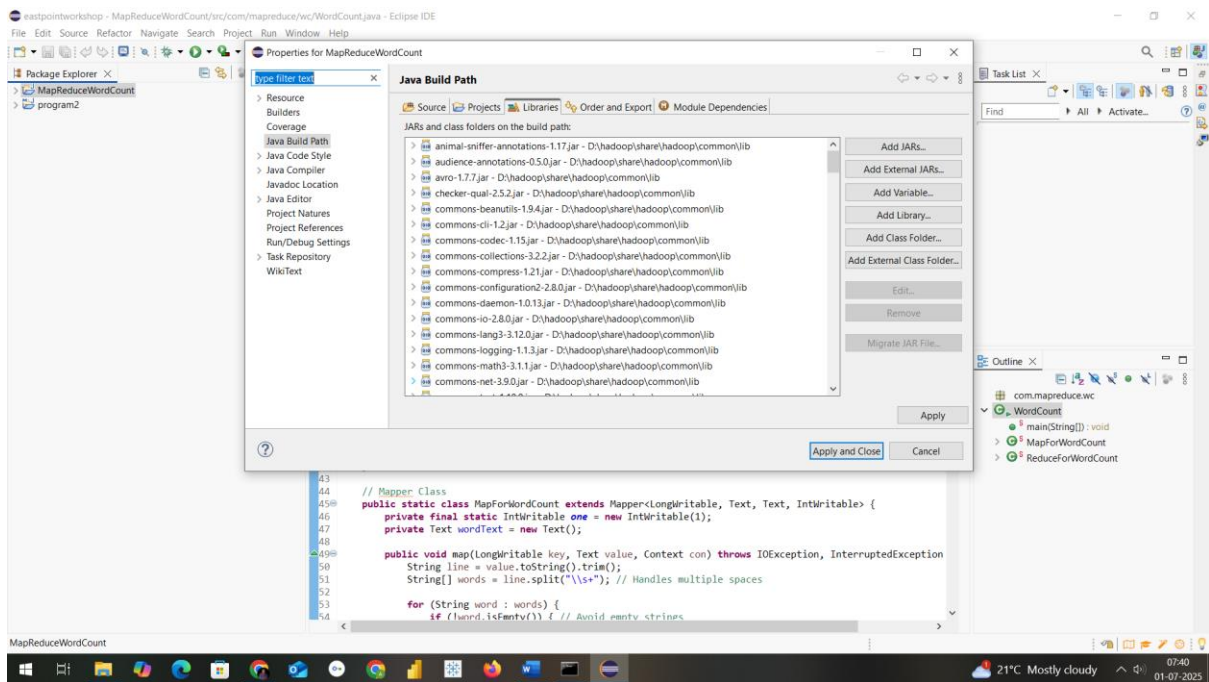 eastpointworkshop - MapReduceWordCount/src/com/mapreduce/wc/WordCount.java - Eclipse IDE
File Edit Source Refactor Navigate Search Project Run Window Help
Package Explorer
MapReduceWordCount
program2
Properties for MapReduceWordCount
type filter text
Resource
Builders
Coverage
Java Build Path
Java Code Style
Java Compiler
Javadoc Location
Java Editor
Project Natures
Project References
Run/Debug Settings
Task Repository
WikiText
Java Build Path
Source Projects Libraries Order and Export Module Dependencies
JARs and class folders on the build path:
animal-sniffer-annotations-1.17.jar - D:\hadoop\share\hadoop\common\lib
audience-annotations-0.5.0.jar - D:\hadoop\share\hadoop\common\lib
avro-1.7.7.jar - D:\hadoop\share\hadoop\common\lib
checker-qual-2.5.2.jar - D:\hadoop\share\hadoop\common\lib
commons-beanutils-1.9.4.jar - D:\hadoop\share\hadoop\common\lib
commons-cli-1.2.jar - D:\hadoop\share\hadoop\common\lib
commons-codec-1.15.jar - D:\hadoop\share\hadoop\common\lib
commons-collections-3.2.2.jar - D:\hadoop\share\hadoop\common\lib
commons-compress-1.21.jar - D:\hadoop\share\hadoop\common\lib
commons-configuration2-2.8.0.jar - D:\hadoop\share\hadoop\common\lib
commons-daemon-1.0.13.jar - D:\hadoop\share\hadoop\common\lib
commons-io-2.8.0.jar - D:\hadoop\share\hadoop\common\lib
commons-lang3-3.12.0.jar - D:\hadoop\share\hadoop\common\lib
commons-logging-1.1.3.jar - D:\hadoop\share\hadoop\common\lib
commons-math3-3.1.1.jar - D:\hadoop\share\hadoop\common\lib
commons-net-3.9.0.jar - D:\hadoop\share\hadoop\common\lib
Add JARs...
Add External JARs...
Add Variable...
Add Library...
Add Class Folder...
Add External Class Folder...
Edit...
Remove
Migrate JAR File...
Apply
Apply and Close
Cancel
Task List
Find All Activate...
Outline
com.mapreduce.wc
WordCount
main(String[]) : void
MapForWordCount
ReduceForWordCount
43
44 // Mapper Class
45 public static class MapForWordCount extends Mapper<LongWritable, Text, Text, IntWritable> {
46 private final static IntWritable one = new IntWritable(1);
47 private Text wordText = new Text();
48
49 public void map(LongWritable key, Text value, Context con) throws IOException, InterruptedException
50 String line = value.toString().trim();
51 String[] words = line.split("\\s+"); // Handles multiple spaces
52
53 for (String word : words) {
54 if (!word.isEmpty()) { // Avoid empty strings
MapReduceWordCount
21°C Mostly cloudy
07:40
01-07-2025